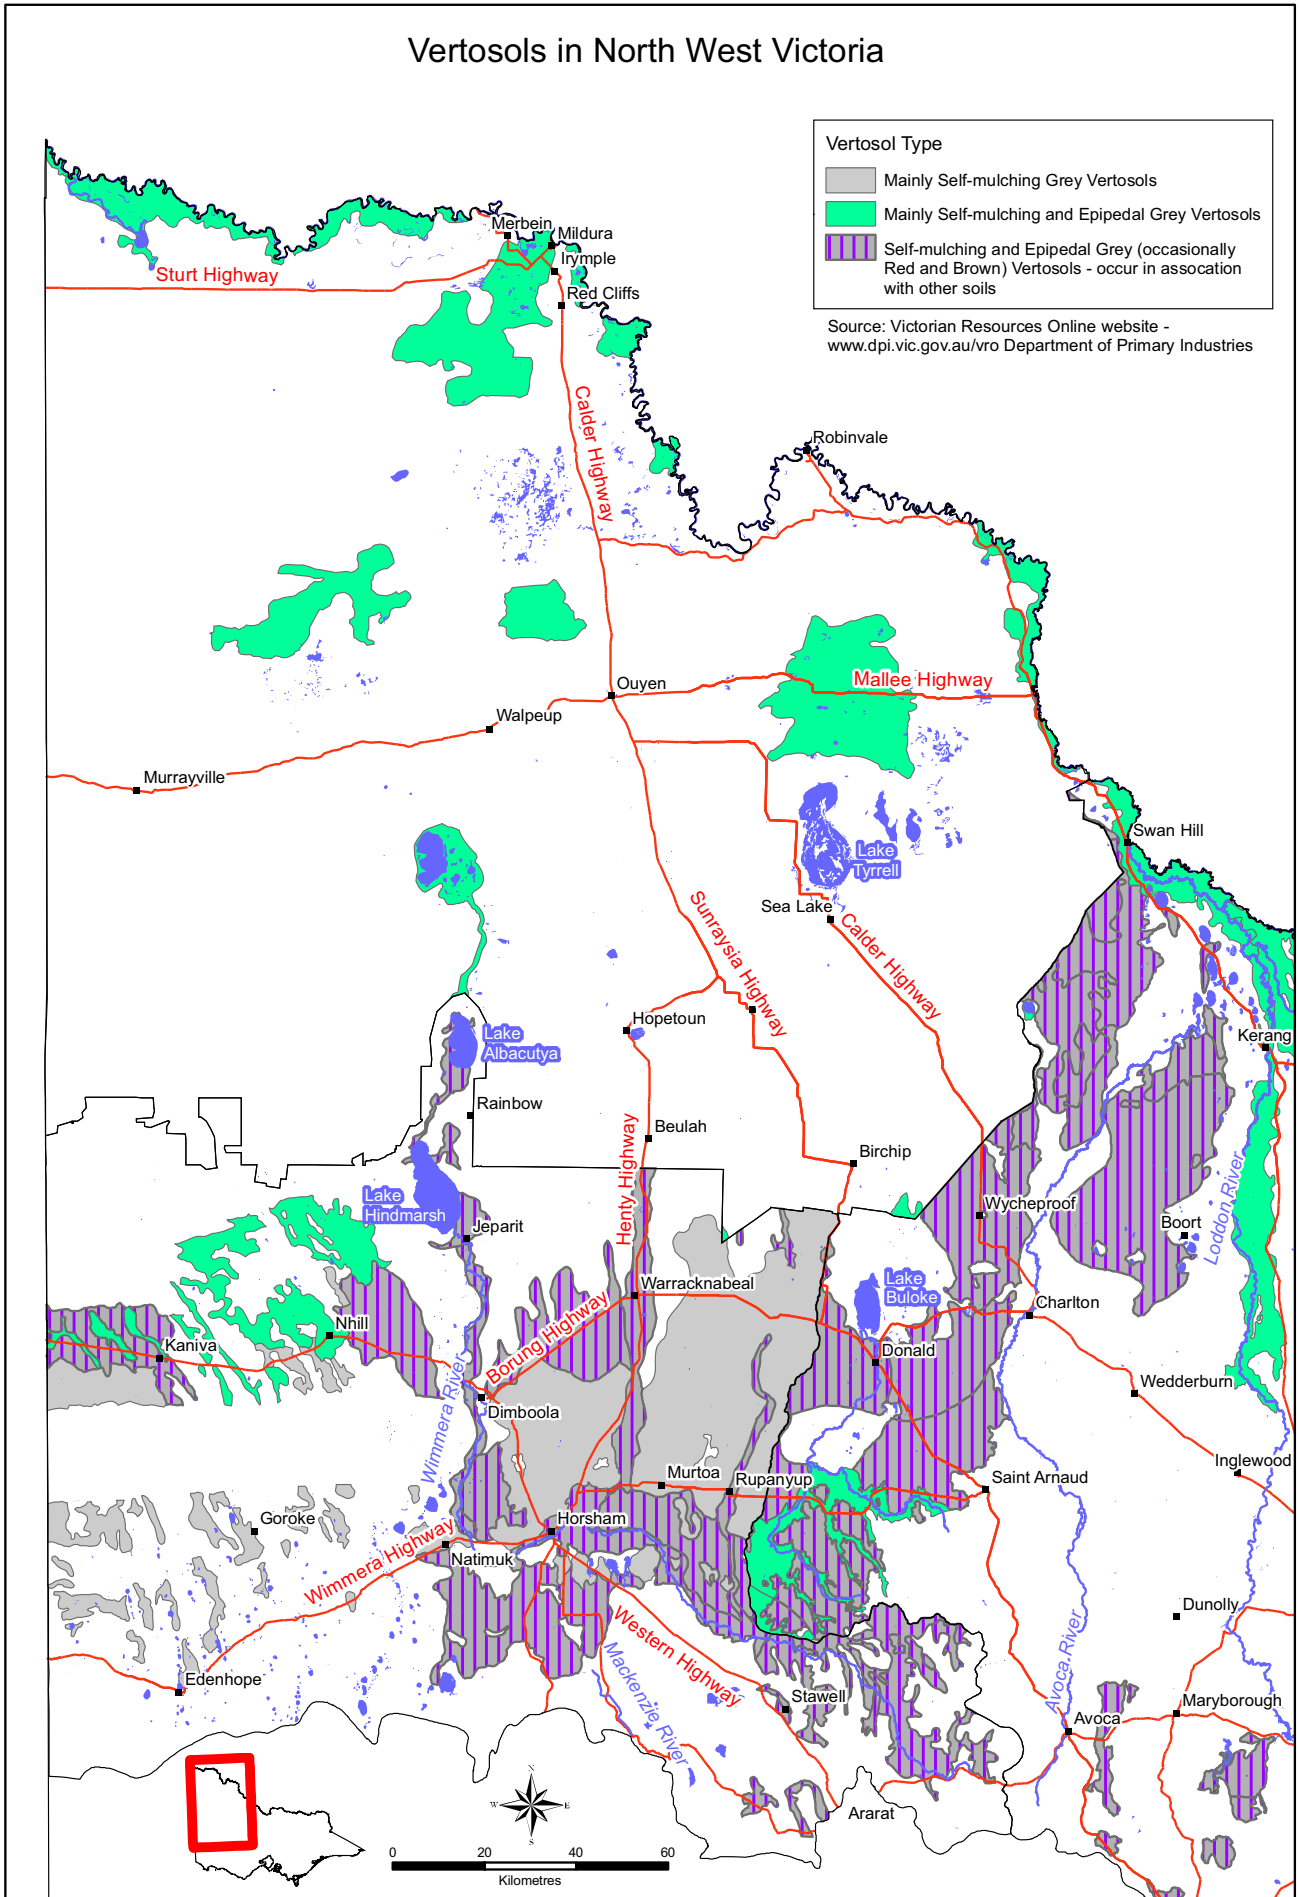 Vertosols in North West Victoria
Vertosol Type
Mainly Self-mulching Grey Vertosols
Mainly Self-mulching and Epipedal Grey Vertosols
Self-mulching and Epipedal Grey (occasionally
Red and Brown) Vertosols - occur in assocation
with other soils
Source: Victorian Resources Online website -
www.dpi.vic.gov.au/vro Department of Primary Industries
Merbein
Mildura
Irymple
Sturt Highway
Red Cliffs
Calder Highway
Robinvale
Mallee Highway
Ouyen
Walpeup
Murrayville
Swan Hill
Lake
Tyrrell
Sea Lake
Sunraysia Highway
Calder Highway
Hopetoun
Lake
Albacutya
Kerang
Rainbow
Beulah
Henty Highway
Birchip
Lake
Hindmarsh
Jeparit
Wycheproof
Boort
Loddon River
Warracknabeal
Lake
Buloke
Charlton
Nhill
Kaniva
Borung Highway
Donald
Wedderburn
Dimboola
Wimmera River
Inglewood
Murtoa
Rupanyup
Saint Arnaud
Goroke
Horsham
Natimuk
Wimmera Highway
Dunolly
Western Highway
Mackenzie River
Avoca River
Edenhope
Stawell
Maryborough
Avoca
Ararat
N
W
E
S
0
20
40
60
Kilometres